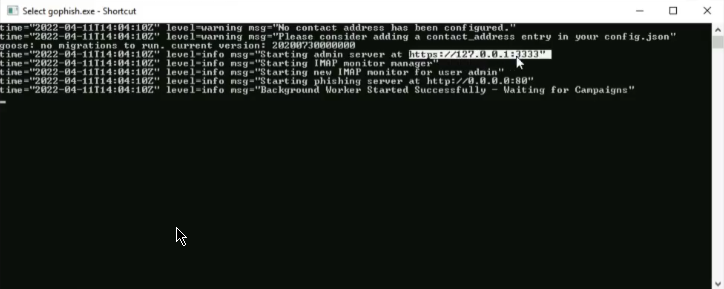 Select gophish.exe - Shortcut
time="2022-04-11T14:04:10Z" level=warning msg="No contact address has been configured."
time="2022-04-11T14:04:10Z" level=warning msg="Please consider adding a contact_address entry in your config.json"
goose: no migrations to run. current version: 20200730000000
time="2022-04-11T14:04:10Z" level=info msg="Starting admin server at https://127.0.0.1:3333"
time="2022-04-11T14:04:10Z" level=info msg="Starting IMAP monitor manager"
time="2022-04-11T14:04:10Z" level=info msg="Starting new IMAP monitor for user admin"
time="2022-04-11T14:04:10Z" level=info msg="Starting phishing server at http://0.0.0.0:80"
time="2022-04-11T14:04:10Z" level=info msg="Background Worker Started Successfully - Waiting for Campaigns"